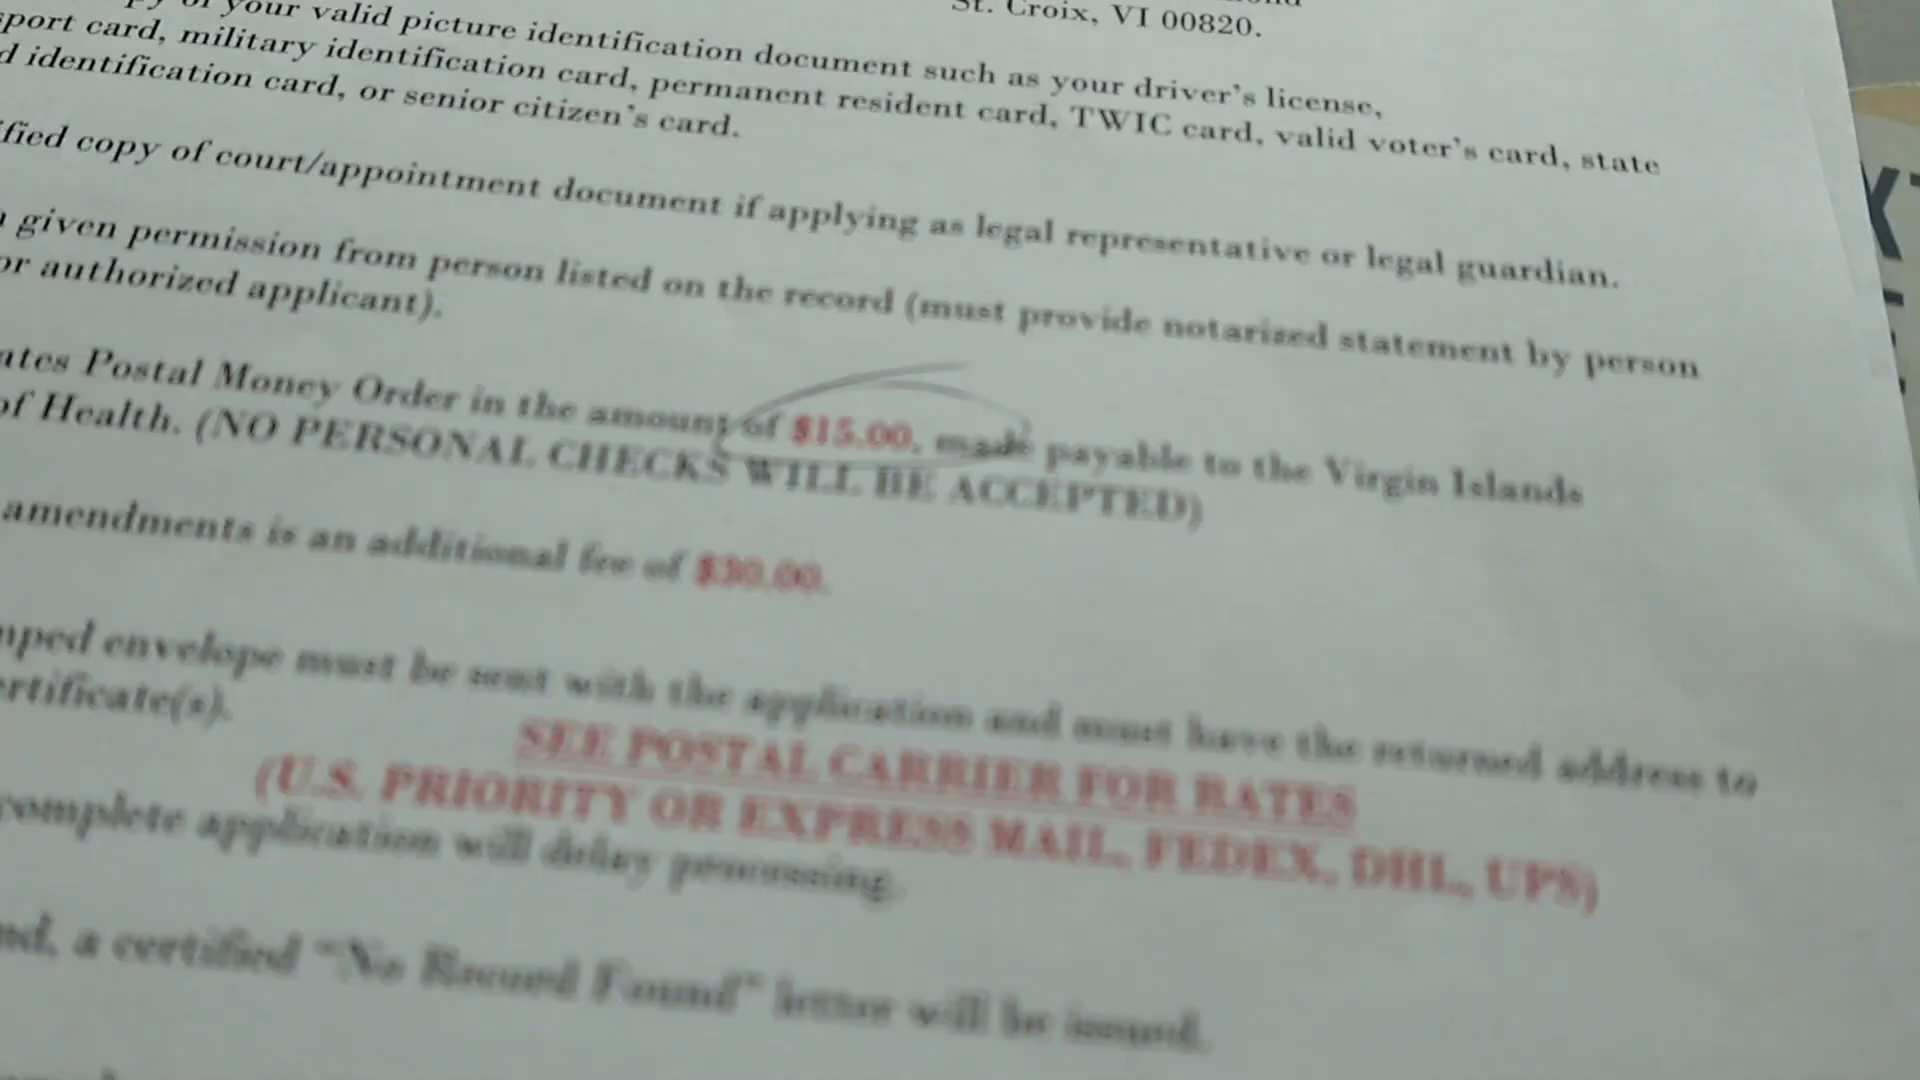 of your valid picture identification document such as your driver's license,
St. Croix, VI 00820.
sport card, military identification card, permanent resident card, TWIC card, valid voter's card, state
d identification card, or senior citizen's card.
ified copy of court/appointment document if applying as legal representative or legal guardian.
given permission from person listed on the record (must provide notarized statement by person
or authorized applicant).
ates Postal Money Order in the amount of $15.00, made payable to the Virgin Islands
of Health. (NO PERSONAL CHECKS WILL BE ACCEPTED)
amendments is an additional fee of $30.00.
mped envelope must be sent with the application and must have the returned address to
ertificate(s).
SEE POSTAL CARRIER FOR RATES
(U.S. PRIORITY OR EXPRESS MAIL, FEDEX, DHL, UPS)
complete application will delay processing.
nd, a certified "No Record Found" letter will be issued.